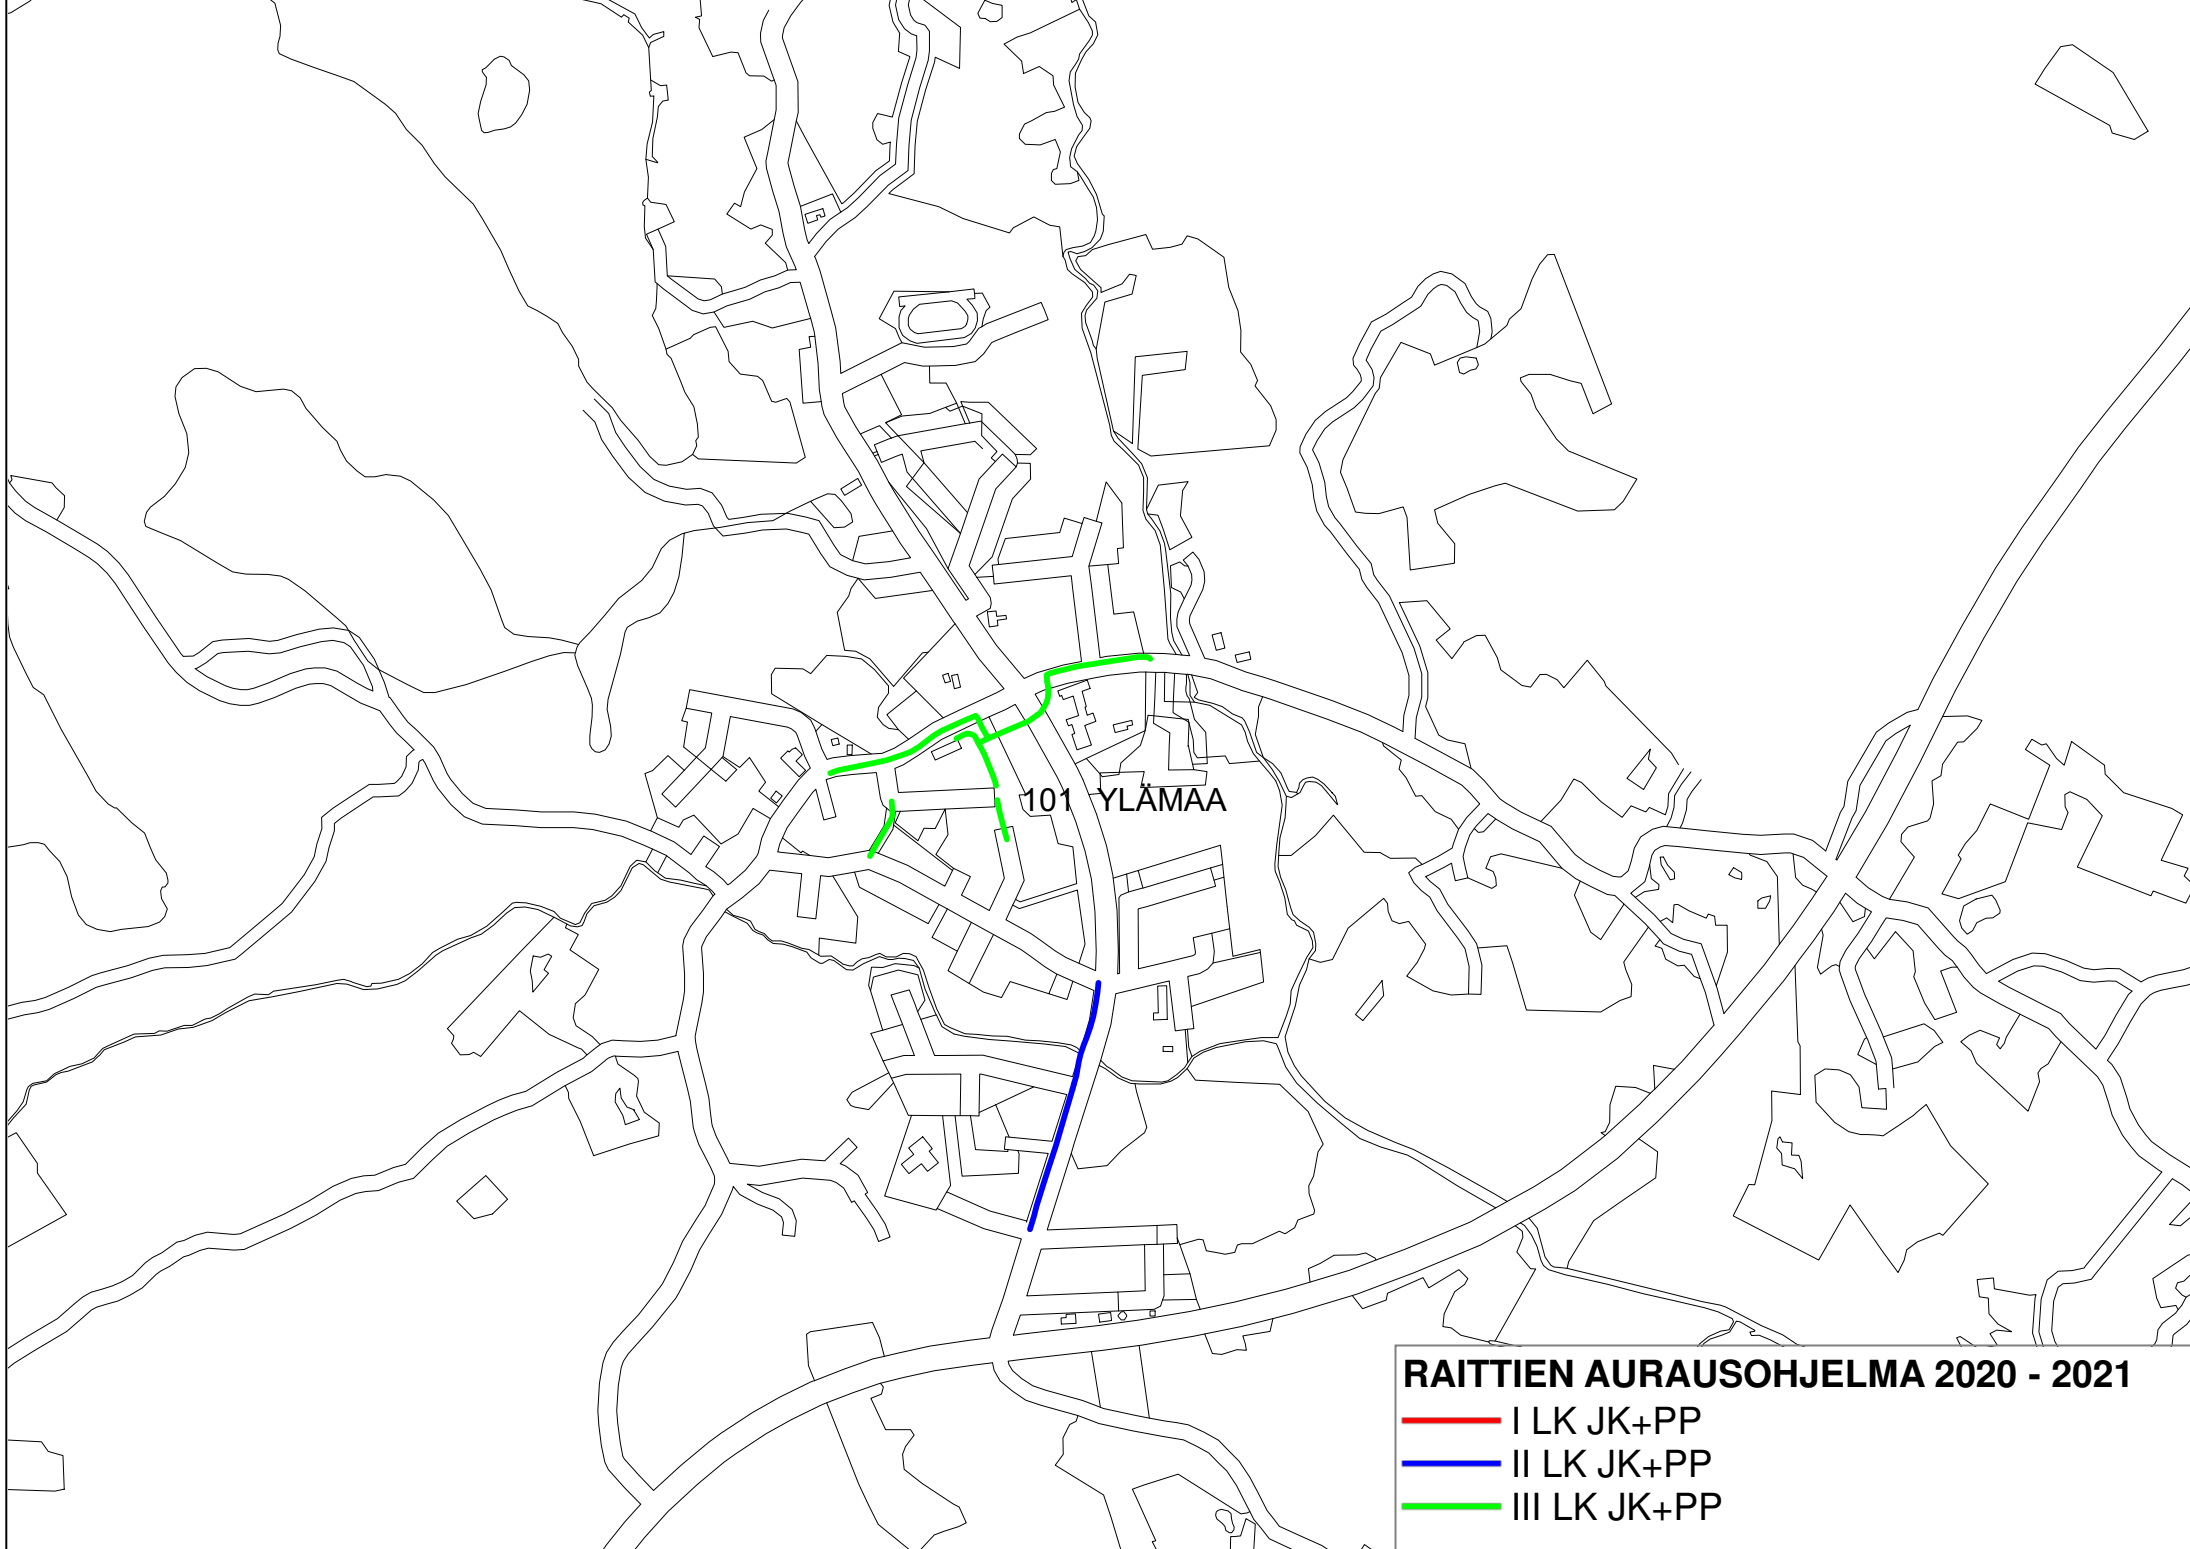 101 YLÄMAA
RAITTIEN AURAUSOHJELMA 2020 - 2021
I LK JK+PP
II LK JK+PP
III LK JK+PP